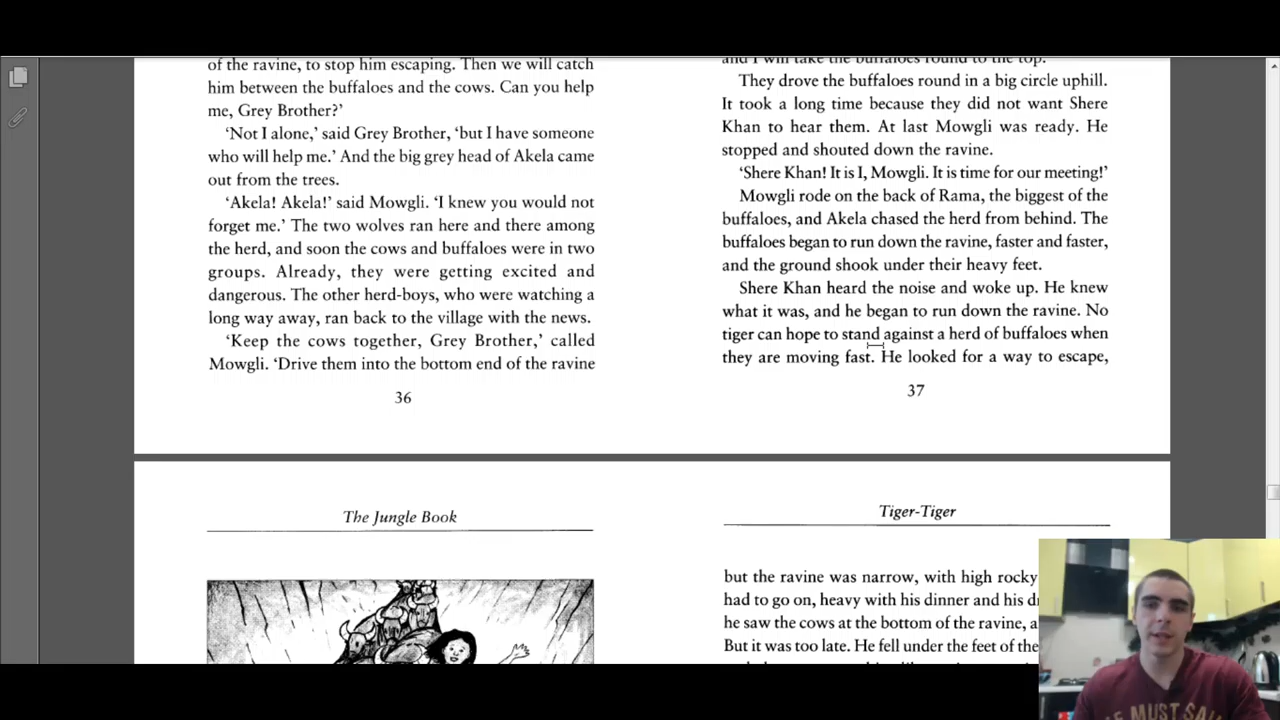 of the ravine, to stop him escaping. Then we will catch
him between the buffaloes and the cows. Can you help
me, Grey Brother?’
‘Not I alone,’ said Grey Brother, ‘but I have someone
who will help me.’ And the big grey head of Akela came
out from the trees.
‘Akela! Akela!’ said Mowgli. ‘I knew you would not
forget me.’ The two wolves ran here and there among
the herd, and soon the cows and buffaloes were in two
groups. Already, they were getting excited and
dangerous. The other herd-boys, who were watching a
long way away, ran back to the village with the news.
‘Keep the cows together, Grey Brother,’ called
Mowgli. ‘Drive them into the bottom end of the ravine
36
and I will take the buffaloes round to the top.
They drove the buffaloes round in a big circle uphill.
It took a long time because they did not want Shere
Khan to hear them. At last Mowgli was ready. He
stopped and shouted down the ravine.
‘Shere Khan! It is I, Mowgli. It is time for our meeting!’
Mowgli rode on the back of Rama, the biggest of the
buffaloes, and Akela chased the herd from behind. The
buffaloes began to run down the ravine, faster and faster,
and the ground shook under their heavy feet.
Shere Khan heard the noise and woke up. He knew
what it was, and he began to run down the ravine. No
tiger can hope to stand against a herd of buffaloes when
they are moving fast. He looked for a way to escape,
37
The Jungle Book
Tiger-Tiger
but the ravine was narrow, with high rocky
had to go on, heavy with his dinner and his
he saw the cows at the bottom of the ravine,
But it was too late. He fell under the feet of the
MUST